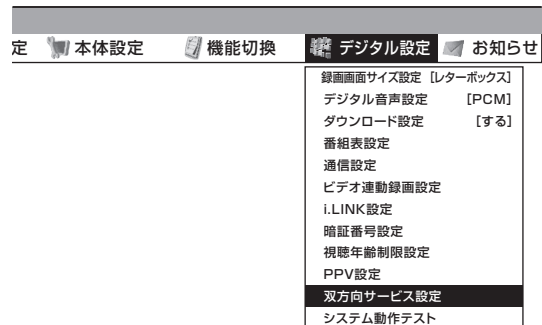 定 本体設定 機能切換 デジタル設定 お知らせ
録画画面サイズ設定 [レターボックス]
デジタル音声設定 [PCM]
ダウンロード設定 [する]
番組表設定
通信設定
ビデオ連動録画設定
i.LINK設定
暗証番号設定
視聴年齢制限設定
PPV設定
双方向サービス設定
システム動作テスト